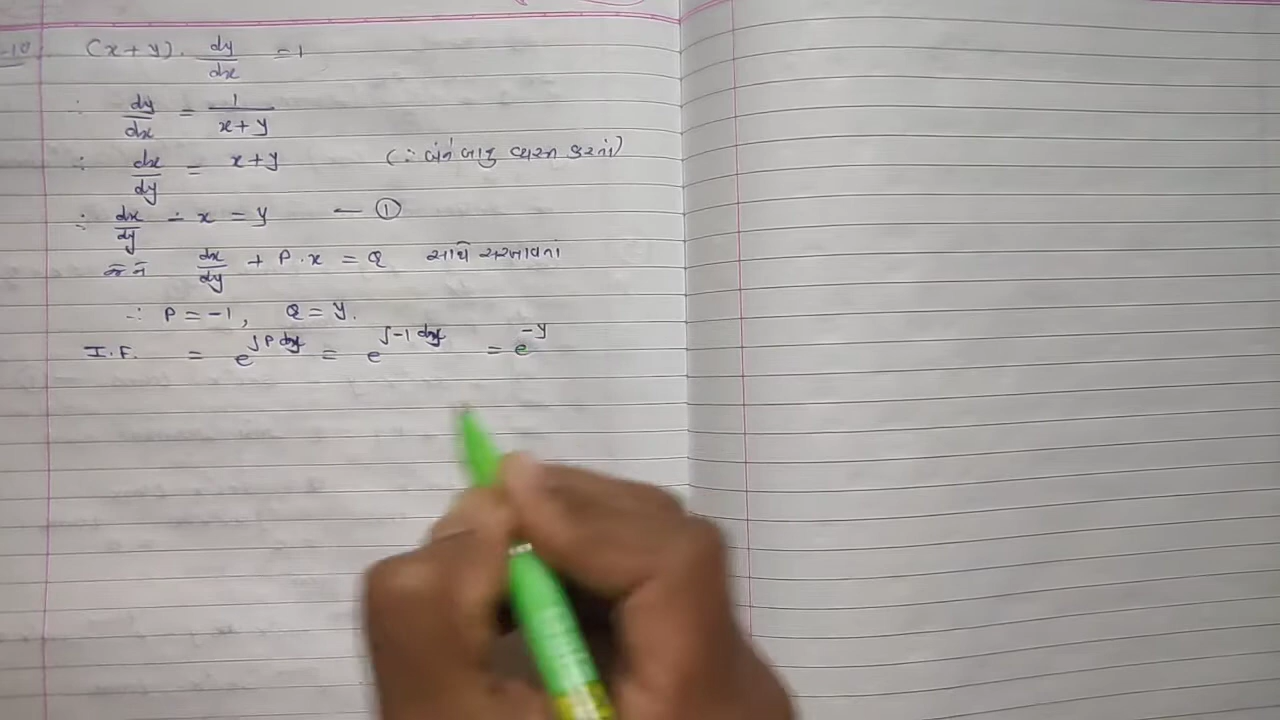 (x+y). dy/dx = 1
∴ dy/dx = 1/(x+y)
∴ dx/dy = x+y (∵ બંને બાજુ વ્યસ્ત કરતાં)
∴ dx/dy - x = y — ①
જેને dx/dy + P.x = Q સાથે સરખાવતાં
∴ P = -1, Q = y.
I.F. = e^∫P dy = e^∫-1 dy = e^-y